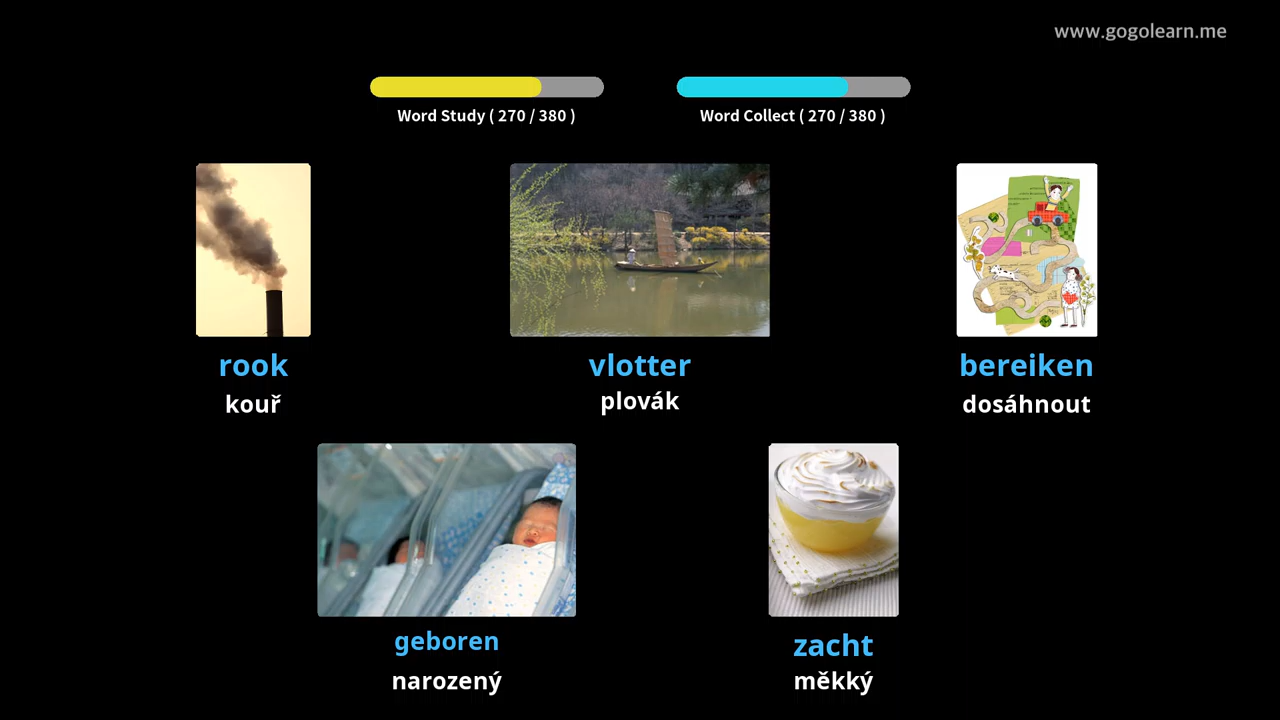 www.gogolearn.me
Word Study ( 270 / 380 )
Word Collect ( 270 / 380 )
rook
kouř
vlotter
plovák
bereiken
dosáhnout
geboren
narozený
zacht
měkký